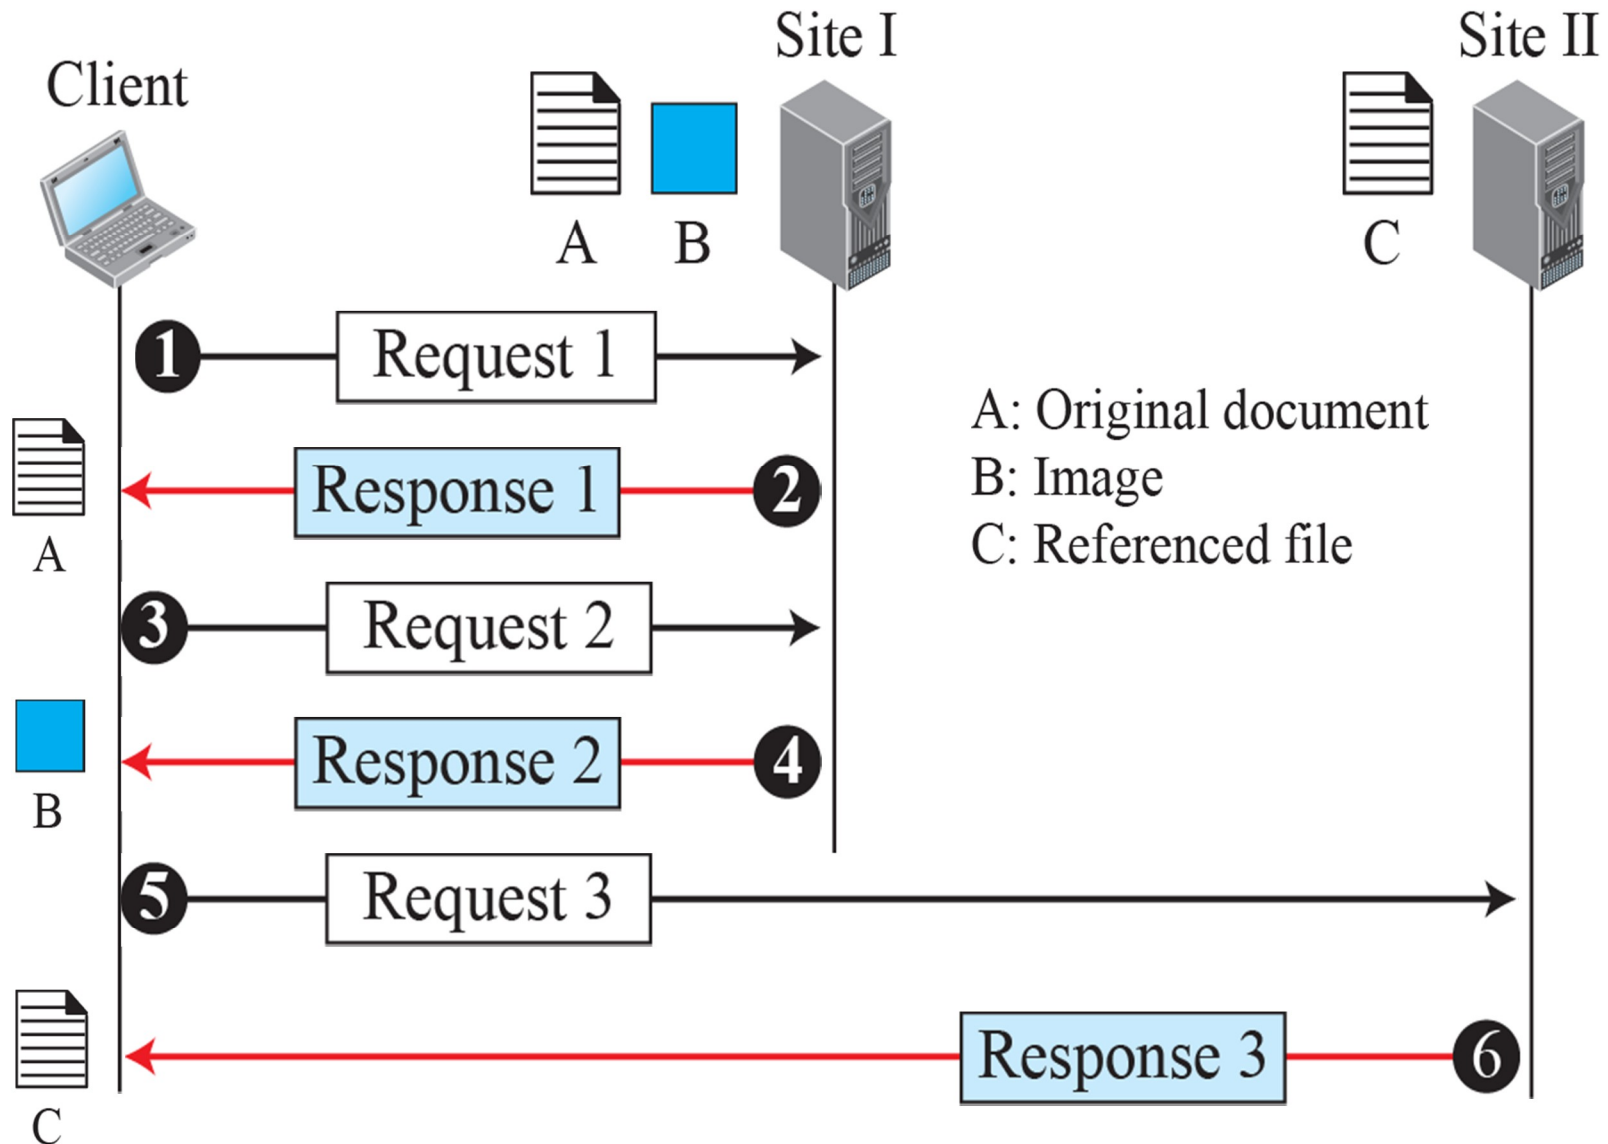 Client
Site I
Site II
A
B
C
1 Request 1
A: Original document
B: Image
C: Referenced file
Response 1 2
A
3 Request 2
Response 2 4
B
5 Request 3
Response 3 6
C